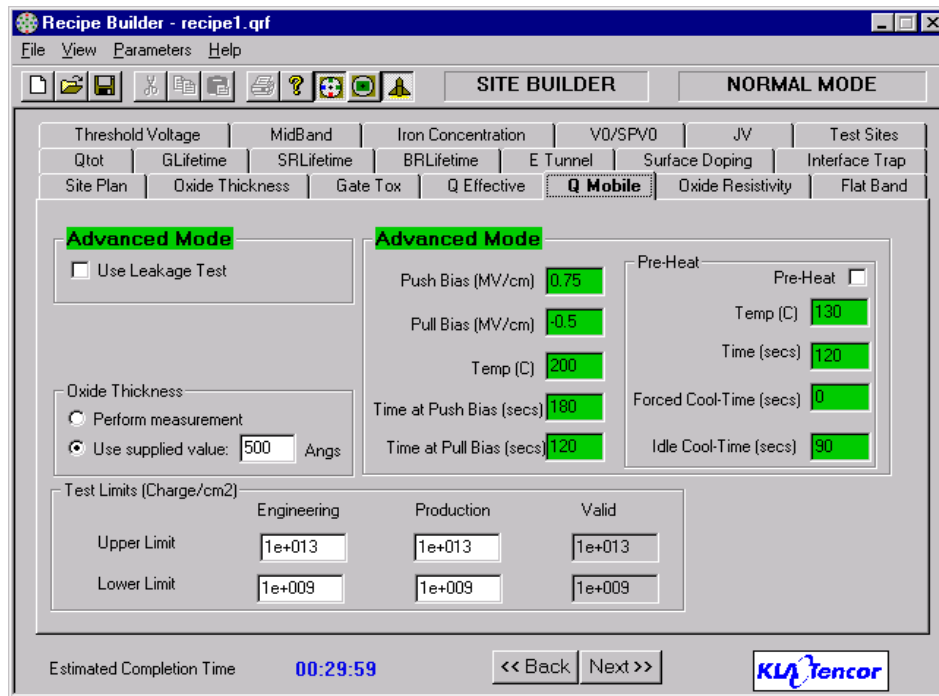 Recipe Builder - recipe1.qrf
File View Parameters Help
SITE BUILDER NORMAL MODE
Threshold Voltage MidBand Iron Concentration V0/SPV0 JV Test Sites
Qtot GLifetime SRLifetime BRLifetime E Tunnel Surface Doping Interface Trap
Site Plan Oxide Thickness Gate Tox Q Effective Q Mobile Oxide Resistivity Flat Band
Advanced Mode
Use Leakage Test
Oxide Thickness
Perform measurement
Use supplied value: 500 Angs
Advanced Mode
Push Bias (MV/cm) 0.75
Pull Bias (MV/cm) -0.5
Temp (C) 200
Time at Push Bias (secs) 180
Time at Pull Bias (secs) 120
Pre-Heat
Pre-Heat
Temp (C) 130
Time (secs) 120
Forced Cool-Time (secs) 0
Idle Cool-Time (secs) 90
Test Limits (Charge/cm2)
Engineering Production Valid
Upper Limit 1e+013 1e+013 1e+013
Lower Limit 1e+009 1e+009 1e+009
Estimated Completion Time 00:29:59 << Back Next >>
KLA Tencor